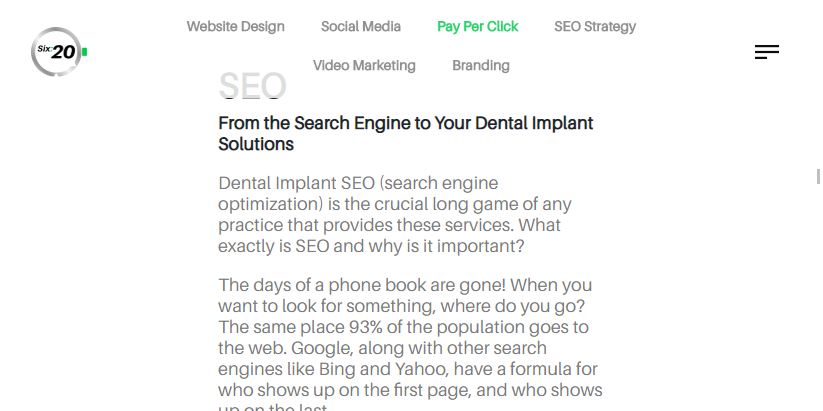 Website Design
Social Media
Pay Per Click
SEO Strategy
Six:20
Video Marketing
Branding
SEO
From the Search Engine to Your Dental Implant
Solutions
Dental Implant SEO (search engine
optimization) is the crucial long game of any
practice that provides these services. What
exactly is SEO and why is it important?
The days of a phone book are gone! When you
want to look for something, where do you go?
The same place 93% of the population goes to
the web. Google, along with other search
engines like Bing and Yahoo, have a formula for
who shows up on the first page, and who shows
up on the last